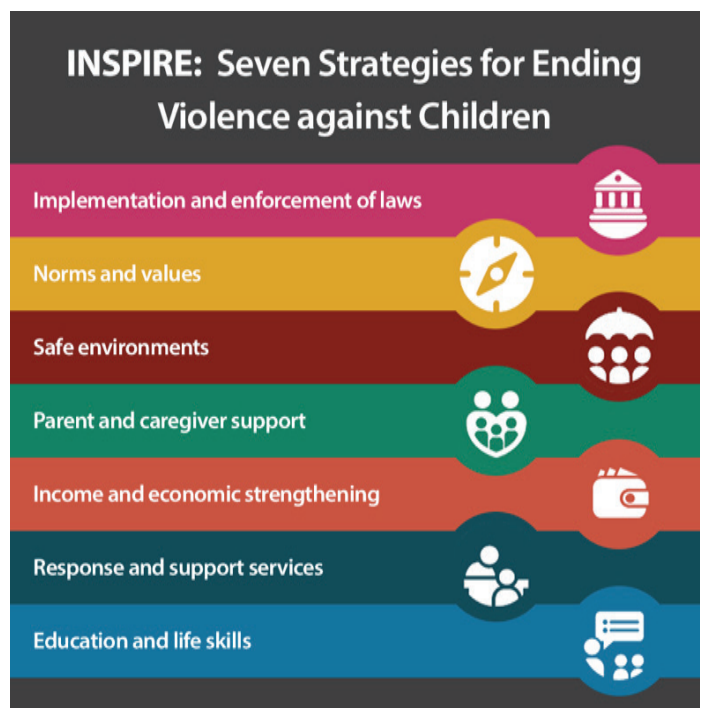 INSPIRE: Seven Strategies for Ending
Violence against Children
Implementation and enforcement of laws
Norms and values
Safe environments
Parent and caregiver support
Income and economic strengthening
Response and support services
Education and life skills